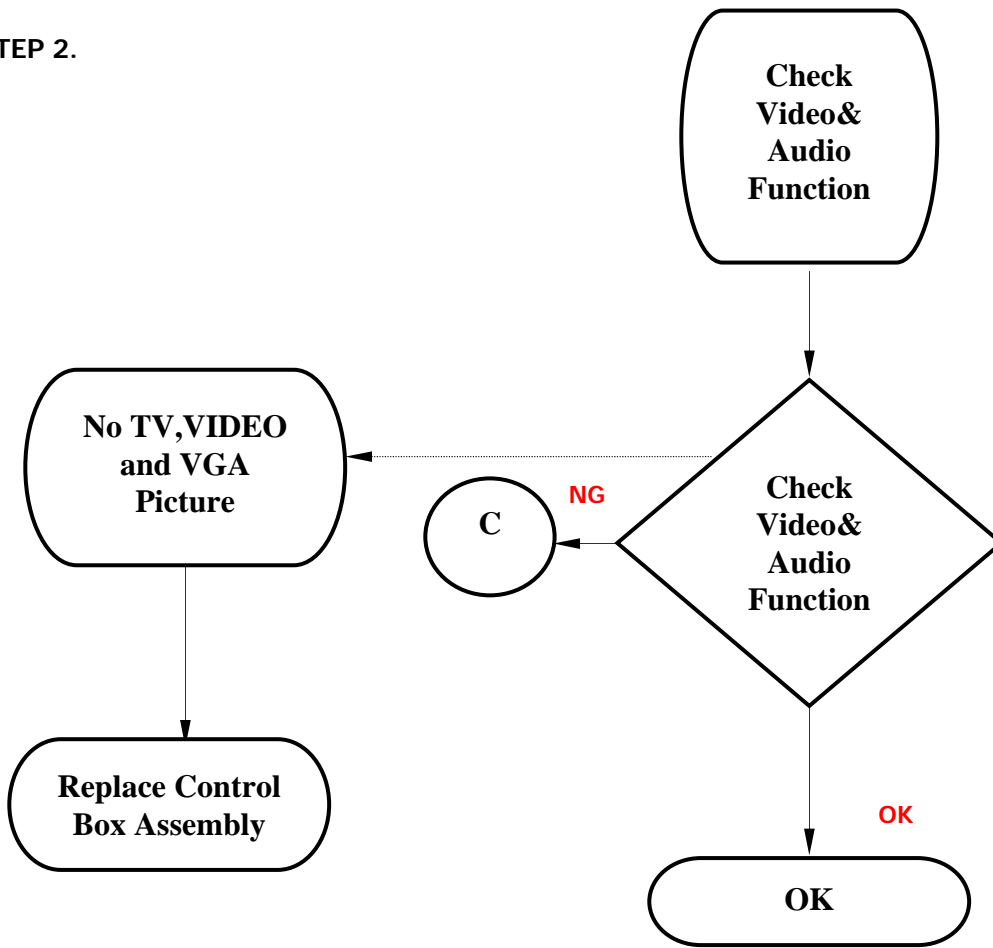 TEP 2.
Check
Video&
Audio
Function
No TV,VIDEO
and VGA
Picture
NG
C
Check
Video&
Audio
Function
Replace Control
Box Assembly
OK
OK